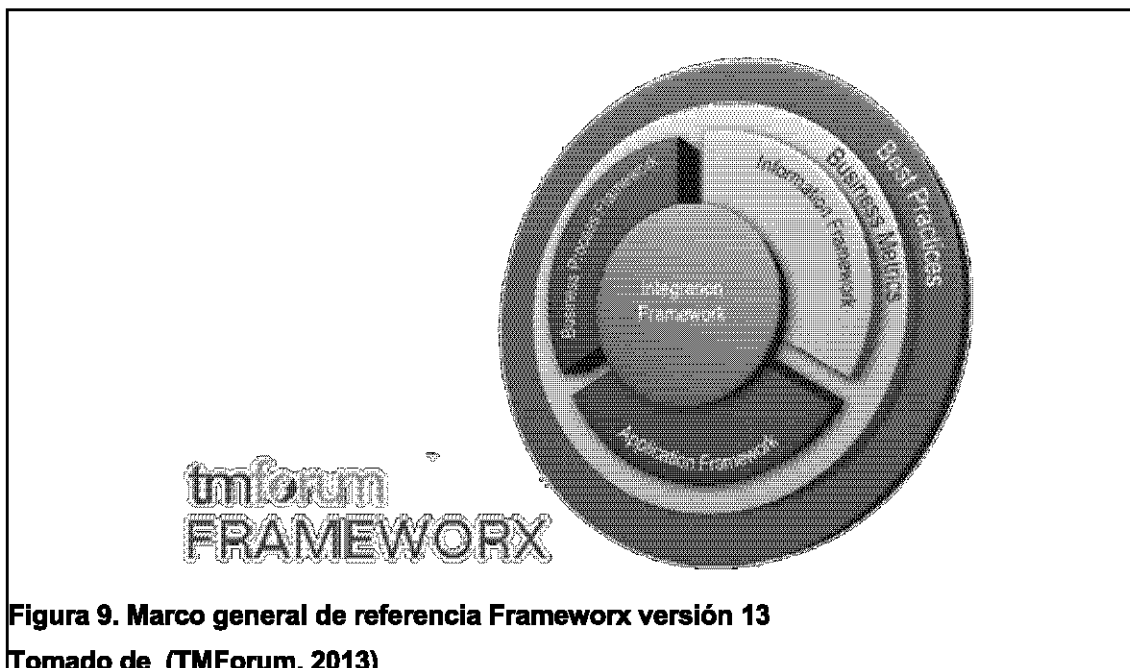 Best Practices
Business Metrics
Information Framework
Business Process Framework
Integration
Framework
Application Framework
tmforum
FRAMEWORX
Figura 9. Marco general de referencia Frameworx versión 13
Tomado de (TMForum, 2013)